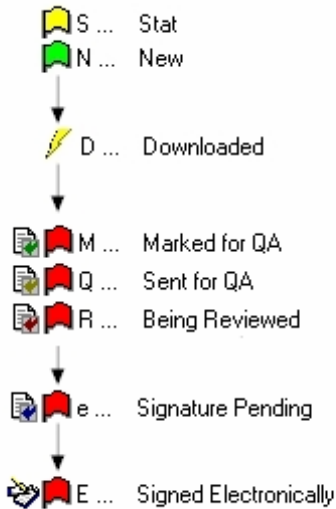 S ... Stat
N ... New
D ... Downloaded
M ... Marked for QA
Q ... Sent for QA
R ... Being Reviewed
e ... Signature Pending
E ... Signed Electronically